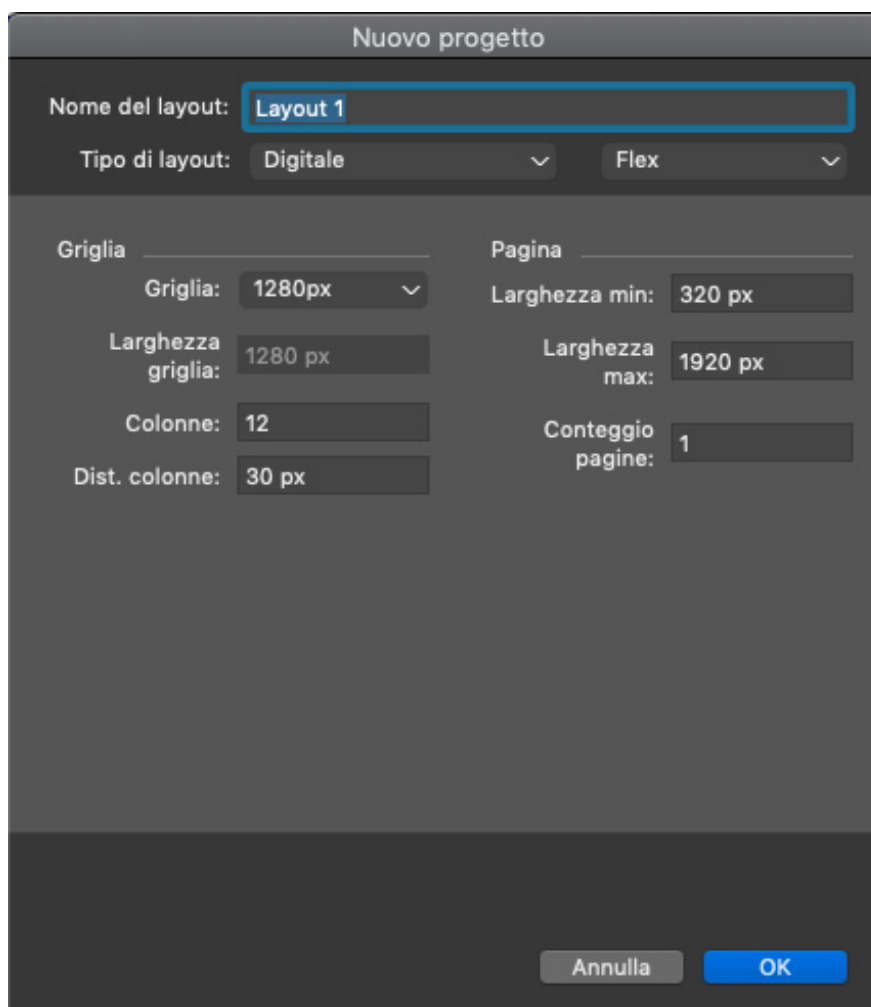 Nuovo progetto
Nome del layout: Layout 1
Tipo di layout: Digitale Flex
Griglia
Griglia: 1280px
Larghezza
griglia: 1280 px
Colonne: 12
Dist. colonne: 30 px
Pagina
Larghezza min: 320 px
Larghezza
max: 1920 px
Conteggio
pagine: 1
Annulla OK